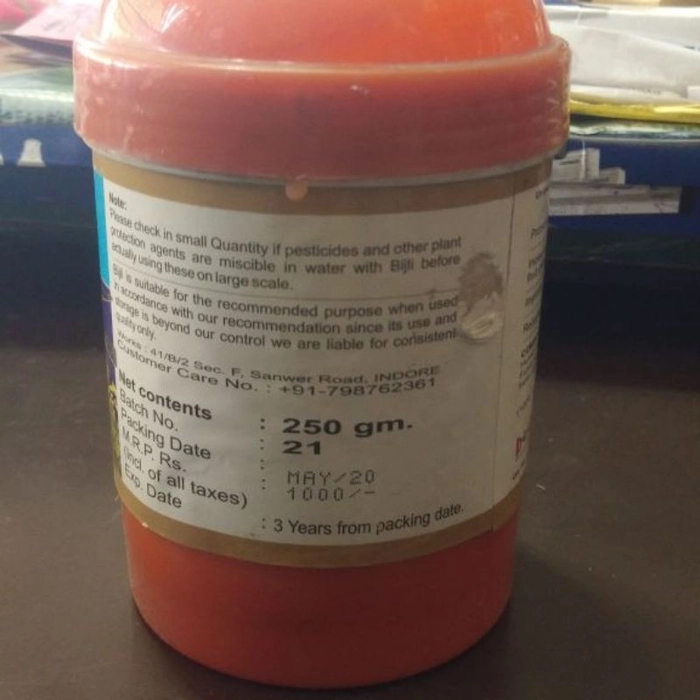 Note:
Please check in small Quantity if pesticides and other plant
protection agents are miscible in water with Bijli before
actually using these on large scale.
Bijli is suitable for the recommended purpose when used
in accordance with our recommendation since its use and
storage is beyond our control we are liable for consistent
quality only.
Works : 41/B/2 Sec. F, Sanwer Road, INDORE
Customer Care No. : +91-798762361
Net contents : 250 gm.
Batch No. : 21
Packing Date : MAY/20
M.R.P. Rs. : 1000/-
(Incl. of all taxes)
Exp. Date : 3 Years from packing date.